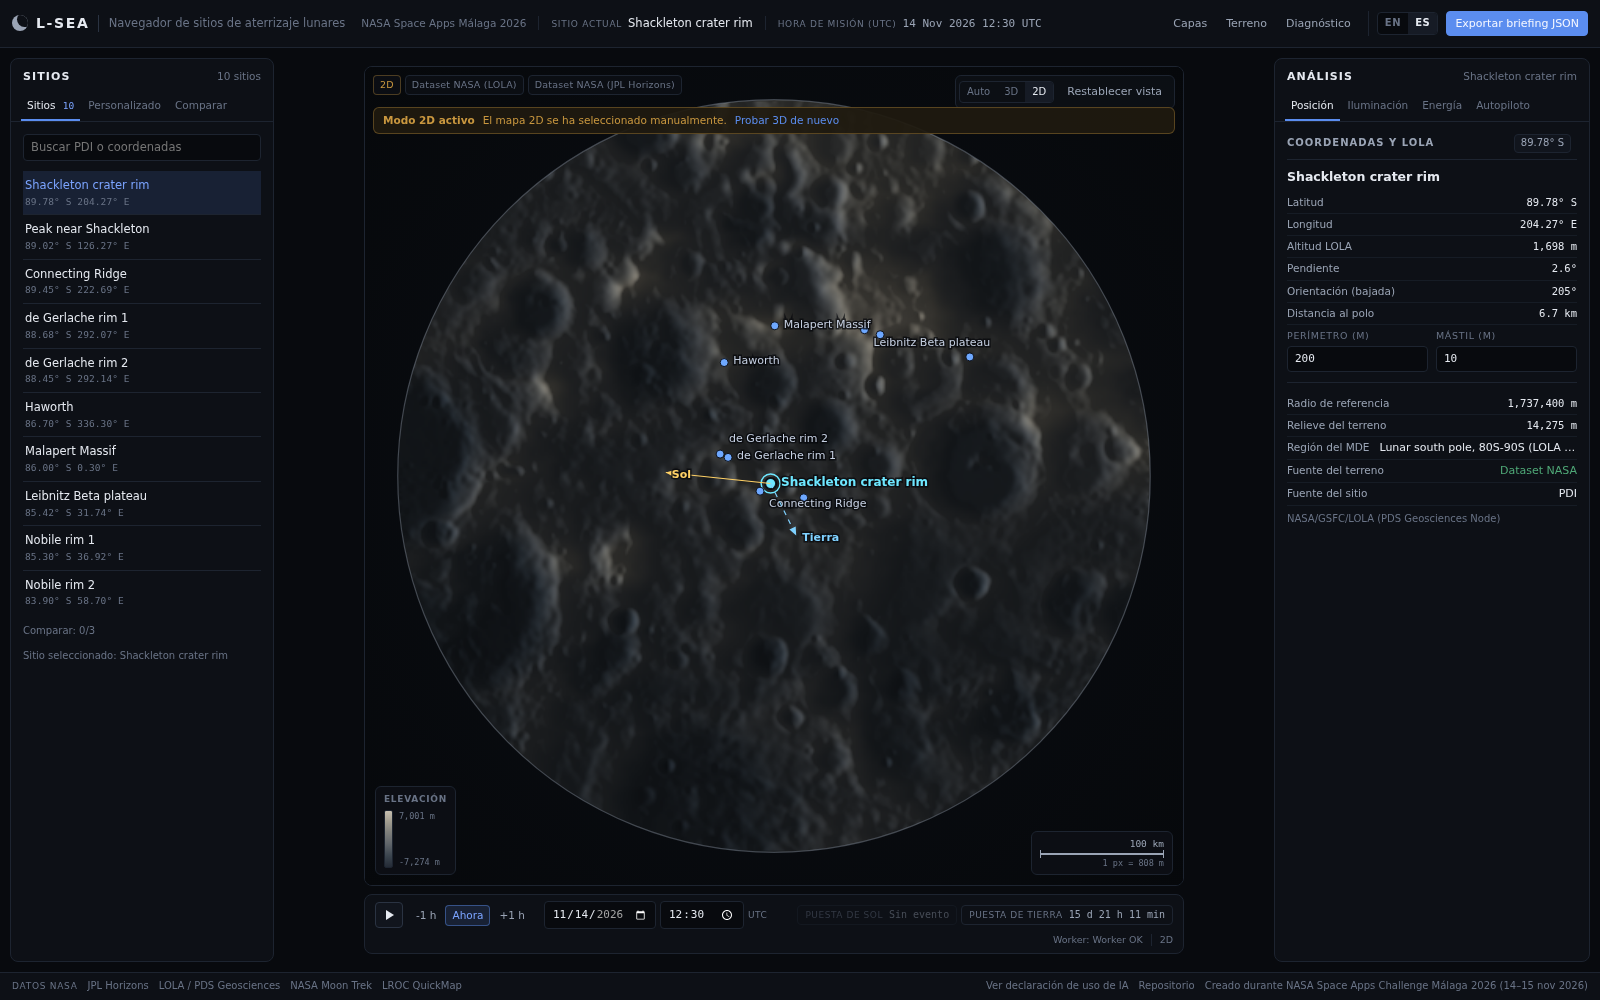 L-SEA Navegador de sitios de aterrizaje lunares NASA Space Apps Málaga 2026 SITIO ACTUAL Shackleton crater rim HORA DE MISIÓN (UTC) 14 Nov 2026 12:30 UTC Capas Terreno Diagnóstico EN ES Exportar briefing JSON
SITIOS 10 sitios
Sitios 10 Personalizado Comparar
Buscar PDI o coordenadas
Shackleton crater rim
89.78° S 204.27° E
Peak near Shackleton
89.02° S 126.27° E
Connecting Ridge
89.45° S 222.69° E
de Gerlache rim 1
88.68° S 292.07° E
de Gerlache rim 2
88.45° S 292.14° E
Haworth
86.70° S 336.30° E
Malapert Massif
86.00° S 0.30° E
Leibnitz Beta plateau
85.42° S 31.74° E
Nobile rim 1
85.30° S 36.92° E
Nobile rim 2
83.90° S 58.70° E
Comparar: 0/3
Sitio seleccionado: Shackleton crater rim
2D Dataset NASA (LOLA) Dataset NASA (JPL Horizons) Auto 3D 2D Restablecer vista
Modo 2D activo El mapa 2D se ha seleccionado manualmente. Probar 3D de nuevo
Malapert Massif
Leibnitz Beta plateau
Haworth
de Gerlache rim 2
de Gerlache rim 1
Sol
Shackleton crater rim
Connecting Ridge
Tierra
ELEVACIÓN
7,001 m
-7,274 m
100 km
1 px = 808 m
-1 h Ahora +1 h 11/14/2026 12:30 UTC PUESTA DE SOL Sin evento PUESTA DE TIERRA 15 d 21 h 11 min
Worker: Worker OK 2D
ANÁLISIS Shackleton crater rim
Posición Iluminación Energía Autopiloto
COORDENADAS Y LOLA 89.78° S
Shackleton crater rim
Latitud 89.78° S
Longitud 204.27° E
Altitud LOLA 1,698 m
Pendiente 2.6°
Orientación (bajada) 205°
Distancia al polo 6.7 km
PERÍMETRO (M) MÁSTIL (M)
200 10
Radio de referencia 1,737,400 m
Relieve del terreno 14,275 m
Región del MDE Lunar south pole, 80S-90S (LOLA ...
Fuente del terreno Dataset NASA
Fuente del sitio PDI
NASA/GSFC/LOLA (PDS Geosciences Node)
DATOS NASA JPL Horizons LOLA / PDS Geosciences NASA Moon Trek LROC QuickMap Ver declaración de uso de IA Repositorio Creado durante NASA Space Apps Challenge Málaga 2026 (14–15 nov 2026)